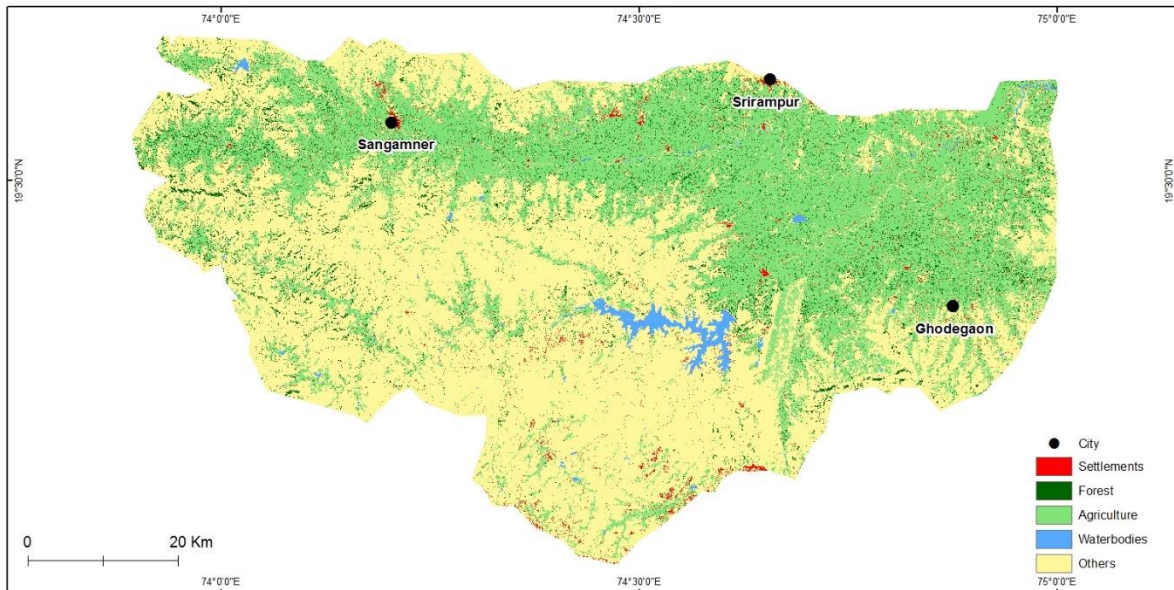 74°0'0"E
74°30'0"E
75°0'0"E
Srirampur
Sangamner
19°30'0"N
19°30'0"N
Ghodegaon
City
Settlements
Forest
Agriculture
Waterbodies
Others
0
20 Km
74°0'0"E
74°30'0"E
75°0'0"E